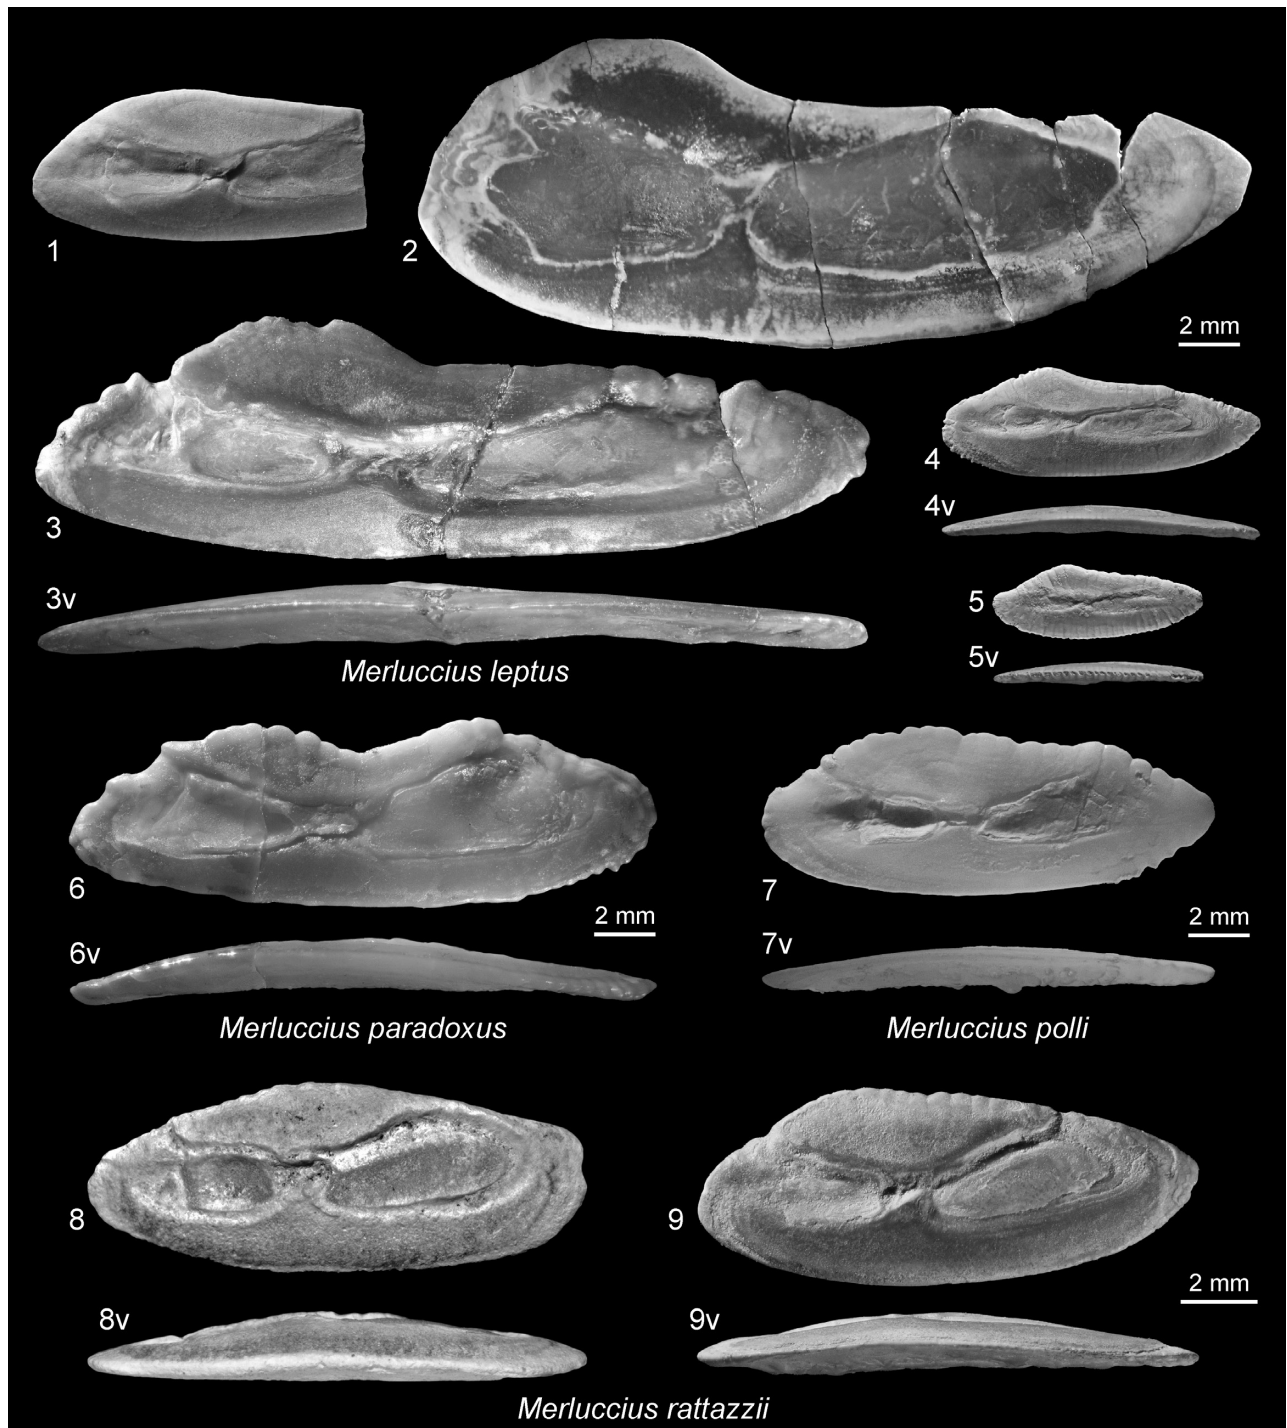 1
2
2 mm
3
4
4v
3v
5
5v
Merluccius leptus
6
2 mm
7
2 mm
6v
7v
Merluccius paradoxus
Merluccius polli
8
9
2 mm
8v
9v
Merluccius rattazzii